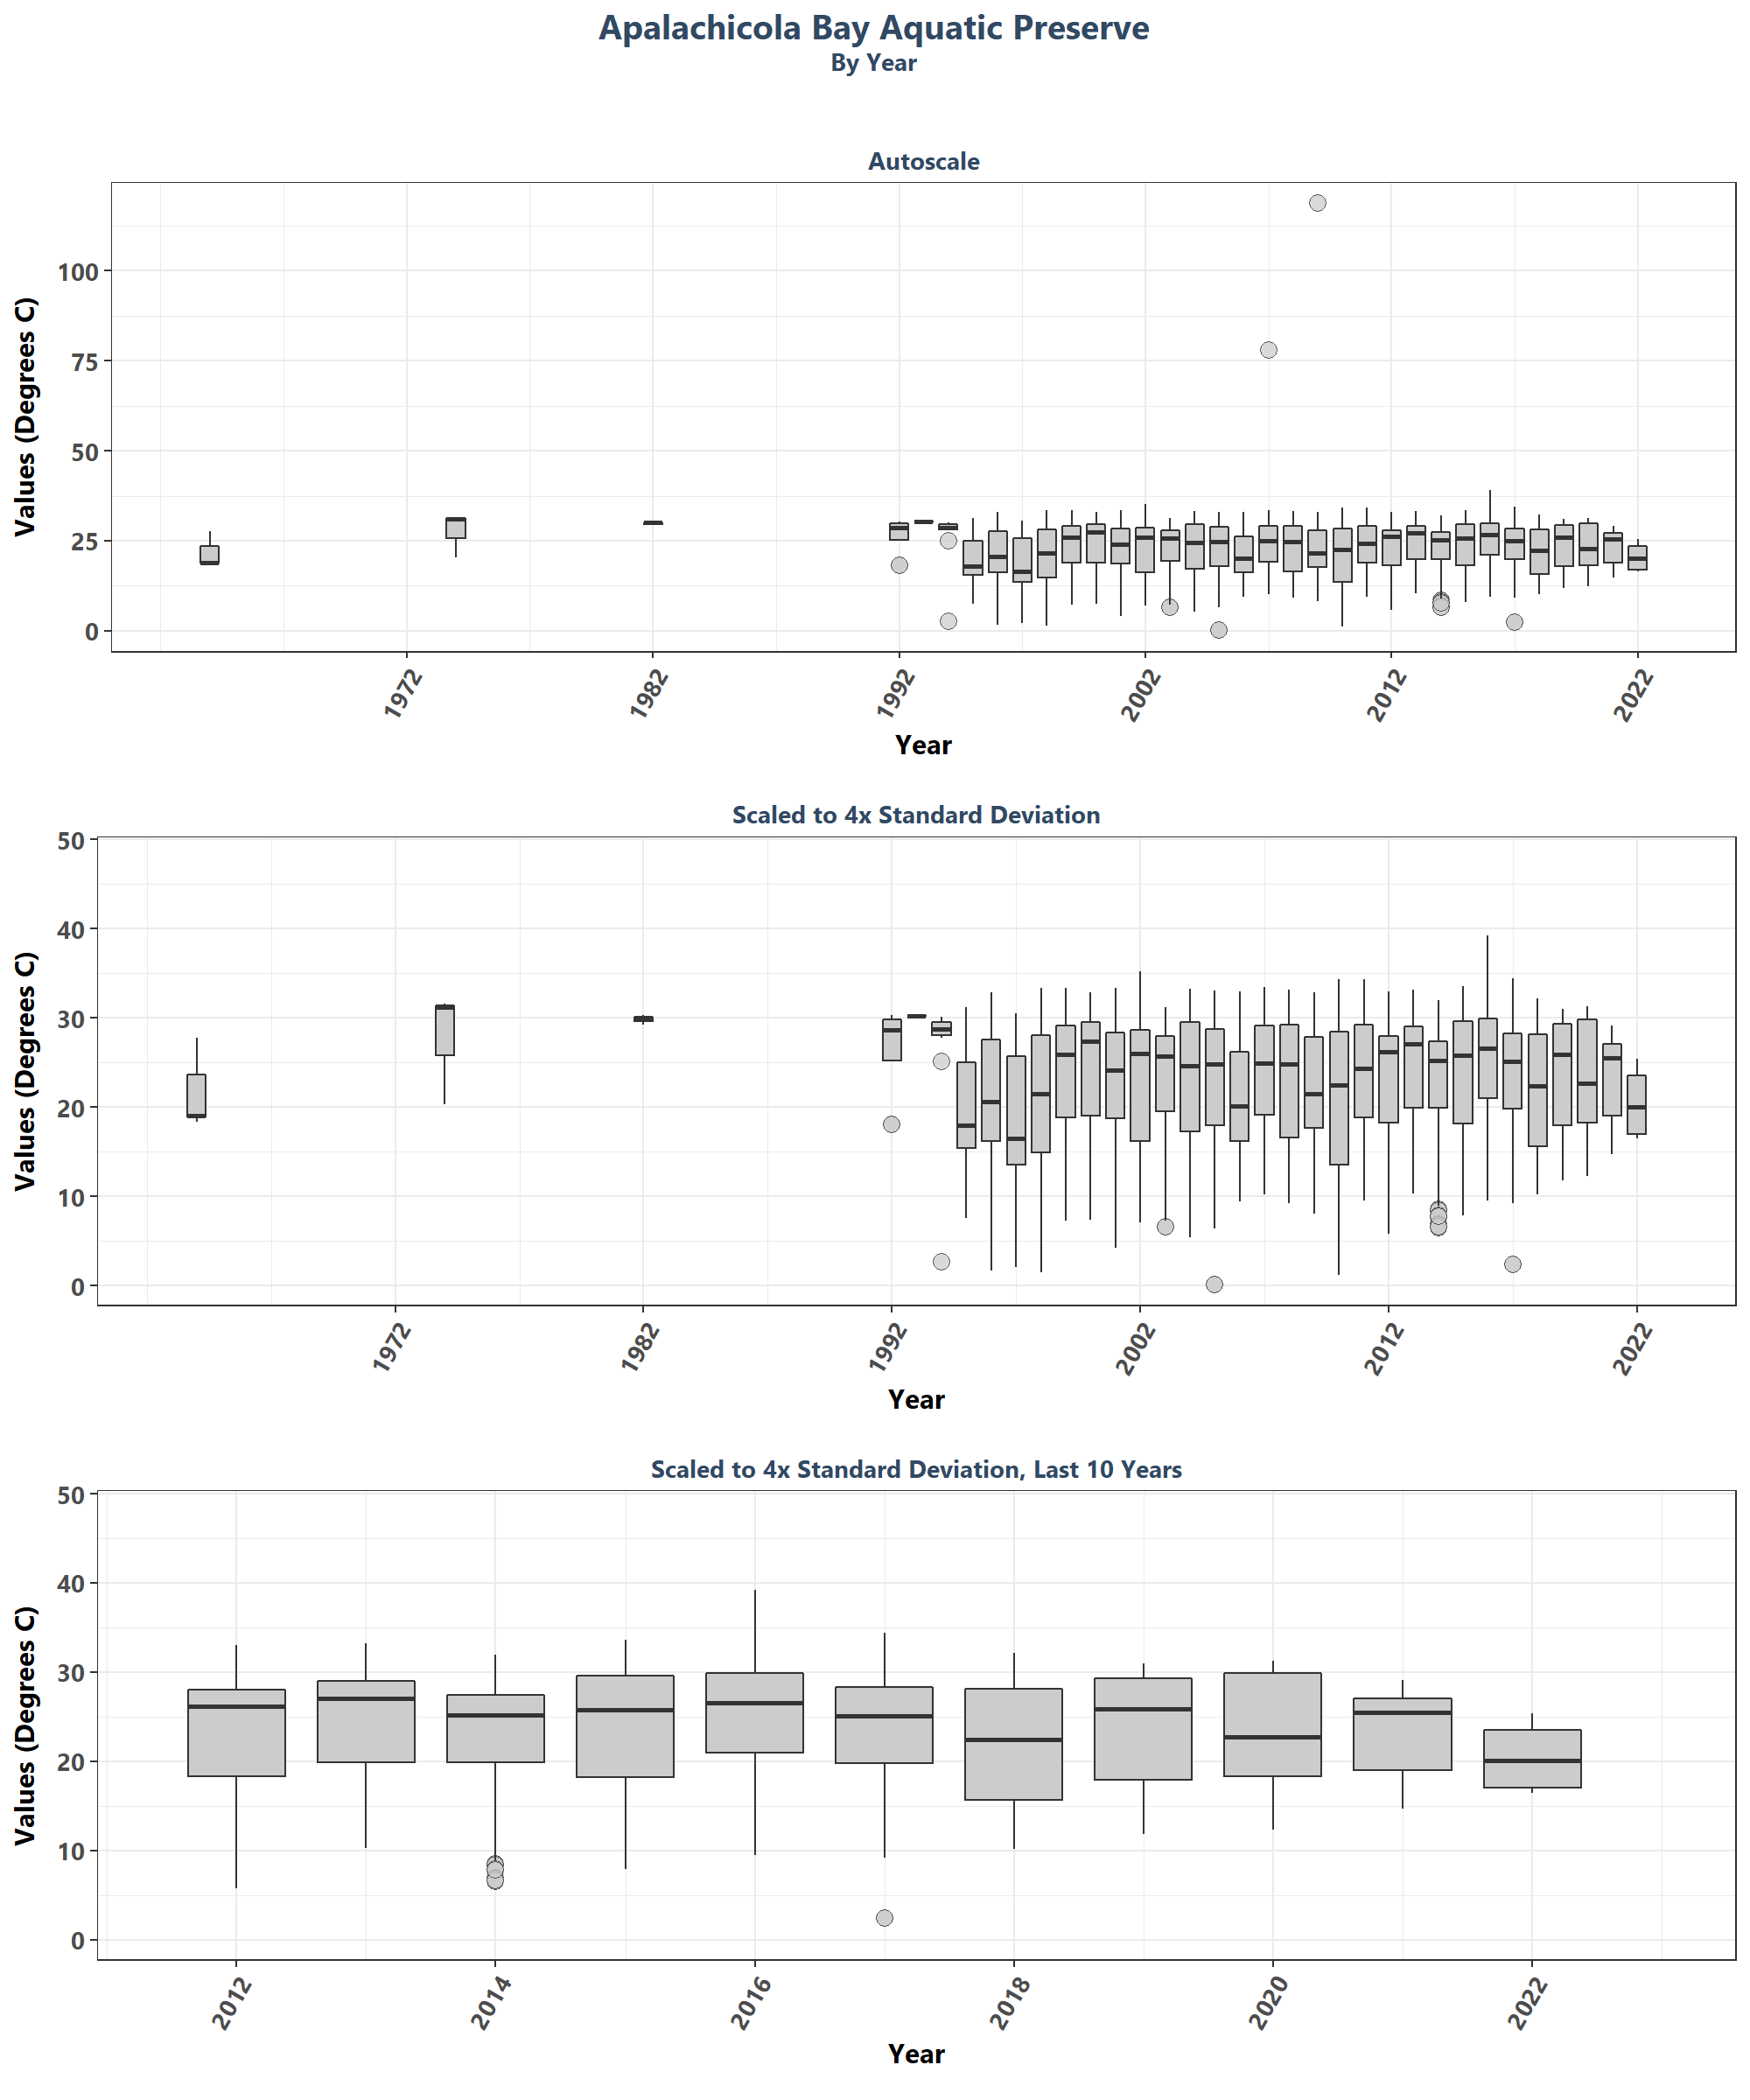 Apalachicola Bay Aquatic Preserve
By Year
Autoscale
Values (Degrees C)
100
75
50
25
0
1972 1982 1992 2002 2012 2022
Year
Scaled to 4x Standard Deviation
Values (Degrees C)
50
40
30
20
10
0
1972 1982 1992 2002 2012 2022
Year
Scaled to 4x Standard Deviation, Last 10 Years
Values (Degrees C)
50
40
30
20
10
0
2012 2014 2016 2018 2020 2022
Year